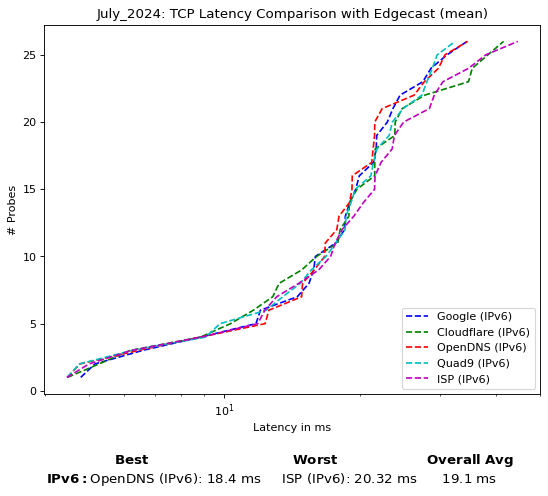 July_2024: TCP Latency Comparison with Edgecast (mean)
25
20
15
10
5
0
# Probes
Google (IPv6)
Cloudflare (IPv6)
OpenDNS (IPv6)
Quad9 (IPv6)
ISP (IPv6)
10¹
Latency in ms
Best Worst Overall Avg
IPv6: OpenDNS (IPv6): 18.4 ms ISP (IPv6): 20.32 ms 19.1 ms